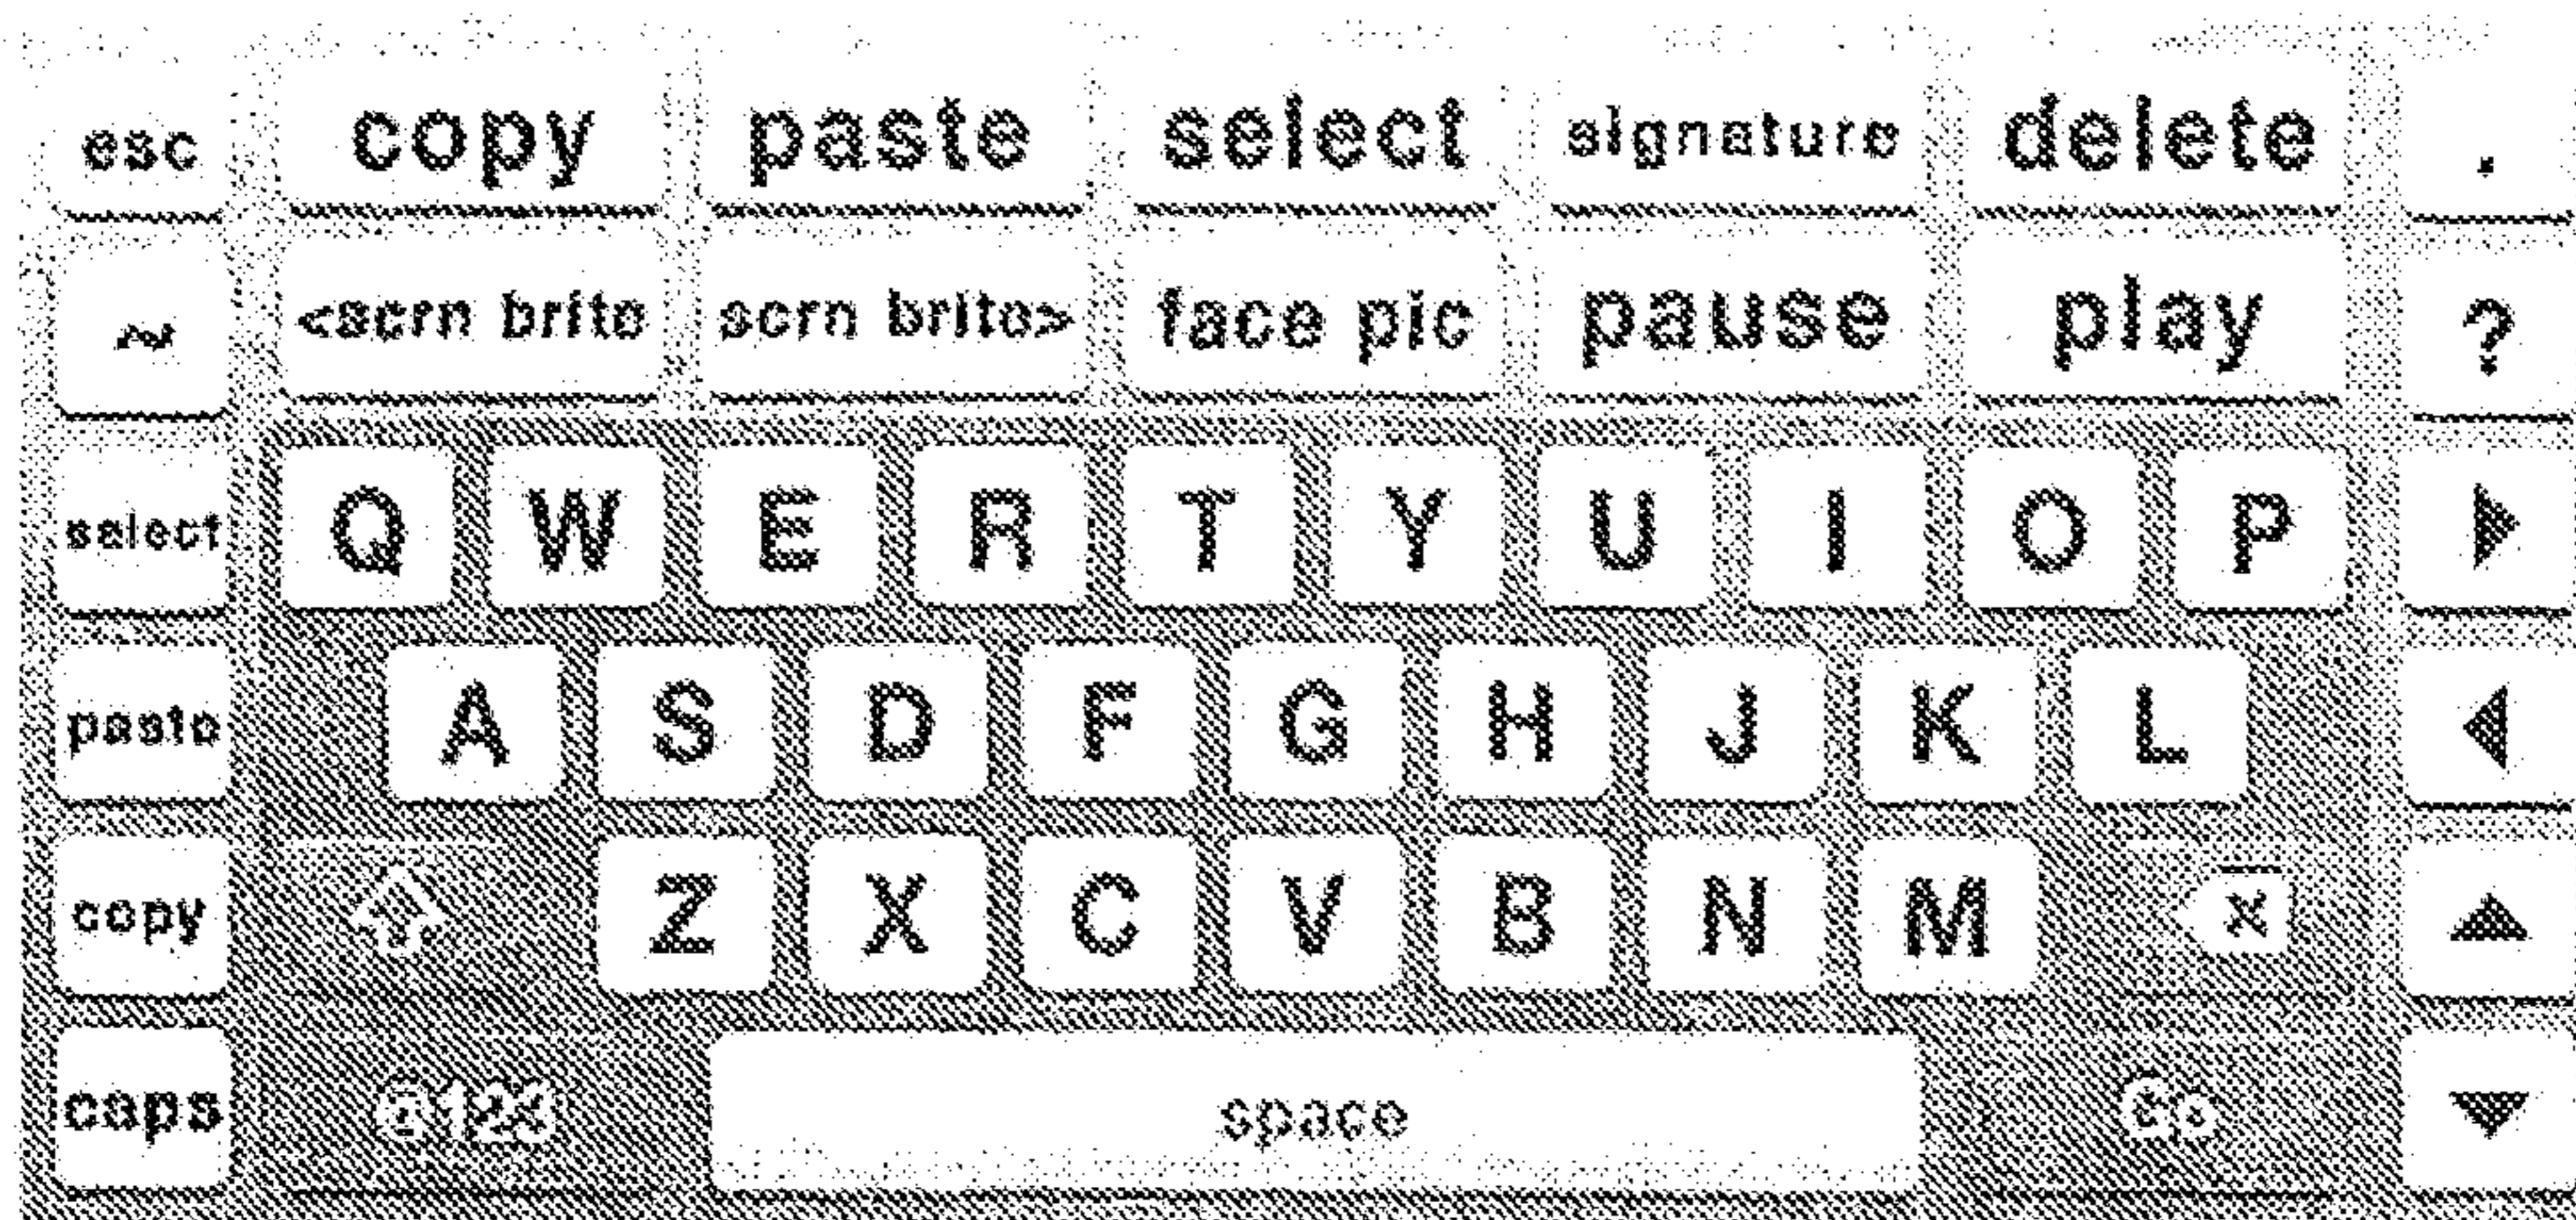 esc copy paste select signature delete .
~ <scrn brite scrn brite> face pic pause play ?
select Q W E R T Y U I O P
paste A S D F G H J K L
copy Z X C V B N M X
caps @123 space Go